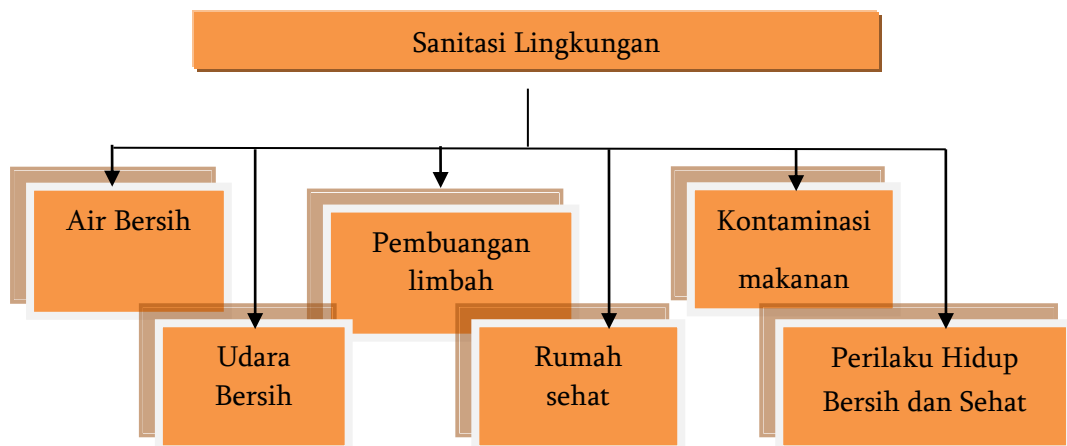 Sanitasi Lingkungan
Air Bersih
Pembuangan
limbah
Kontaminasi
makanan
Udara
Bersih
Rumah
sehat
Perilaku Hidup
Bersih dan Sehat